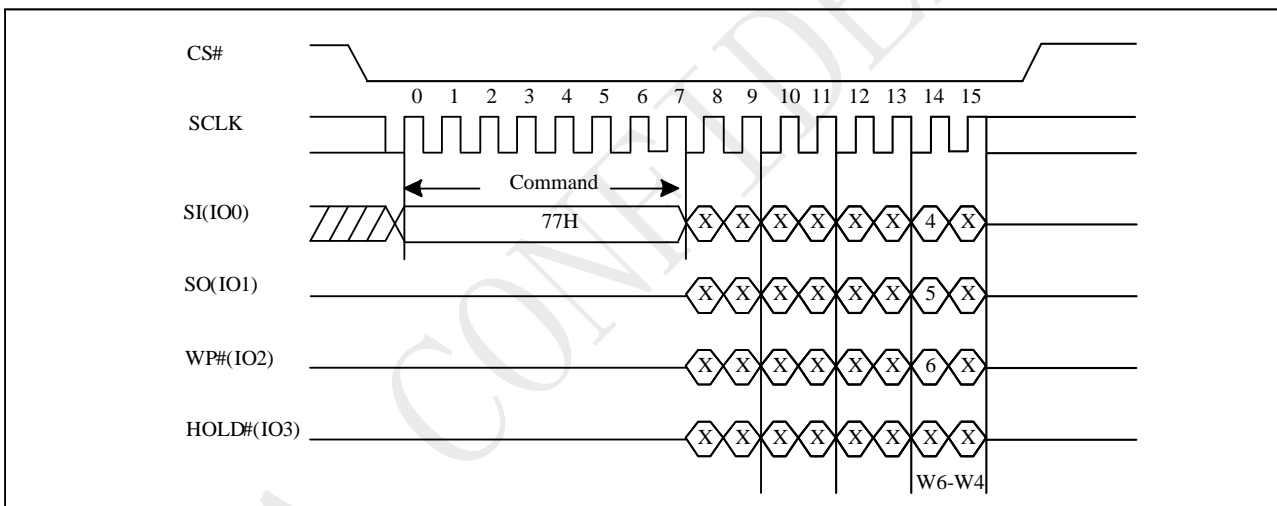 CS#
0 1 2 3 4 5 6 7 8 9 10 11 12 13 14 15
SCLK
Command
SI(IO0) 77H X X X X X X 4 X
SO(IO1) X X X X X X 5 X
WP#(IO2) X X X X X X 6 X
HOLD#(IO3) X X X X X X X X
W6-W4